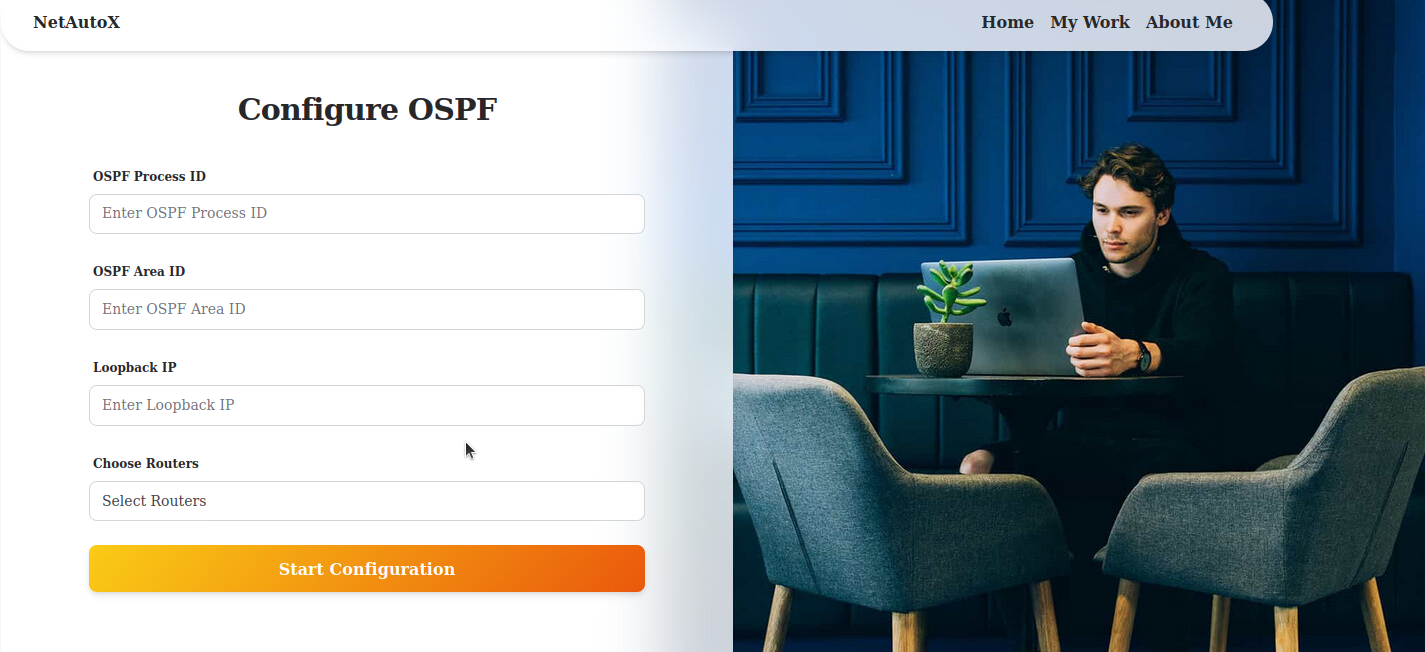 NetAutoX
Home My Work About Me
Configure OSPF
OSPF Process ID
Enter OSPF Process ID
OSPF Area ID
Enter OSPF Area ID
Loopback IP
Enter Loopback IP
Choose Routers
Select Routers
Start Configuration